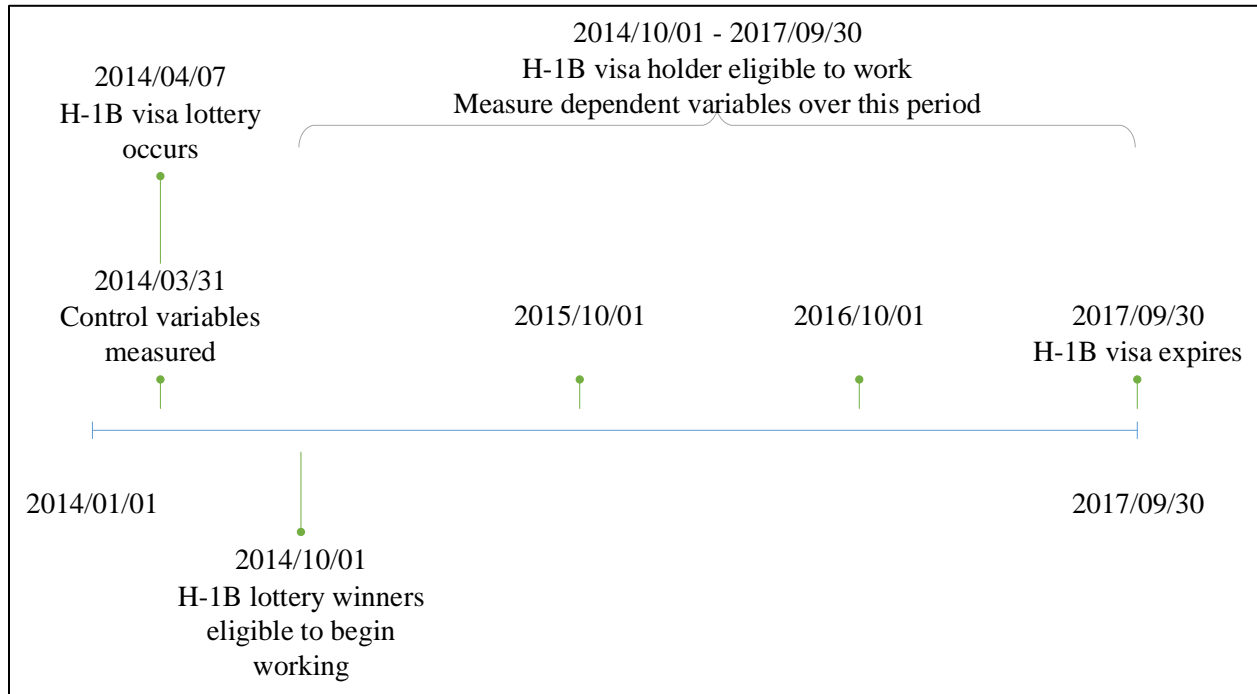 2014/10/01 - 2017/09/30
H-1B visa holder eligible to work
Measure dependent variables over this period
2014/04/07
H-1B visa lottery
occurs
2014/03/31
Control variables
measured
2015/10/01
2016/10/01
2017/09/30
H-1B visa expires
2014/01/01
2017/09/30
2014/10/01
H-1B lottery winners
eligible to begin
working